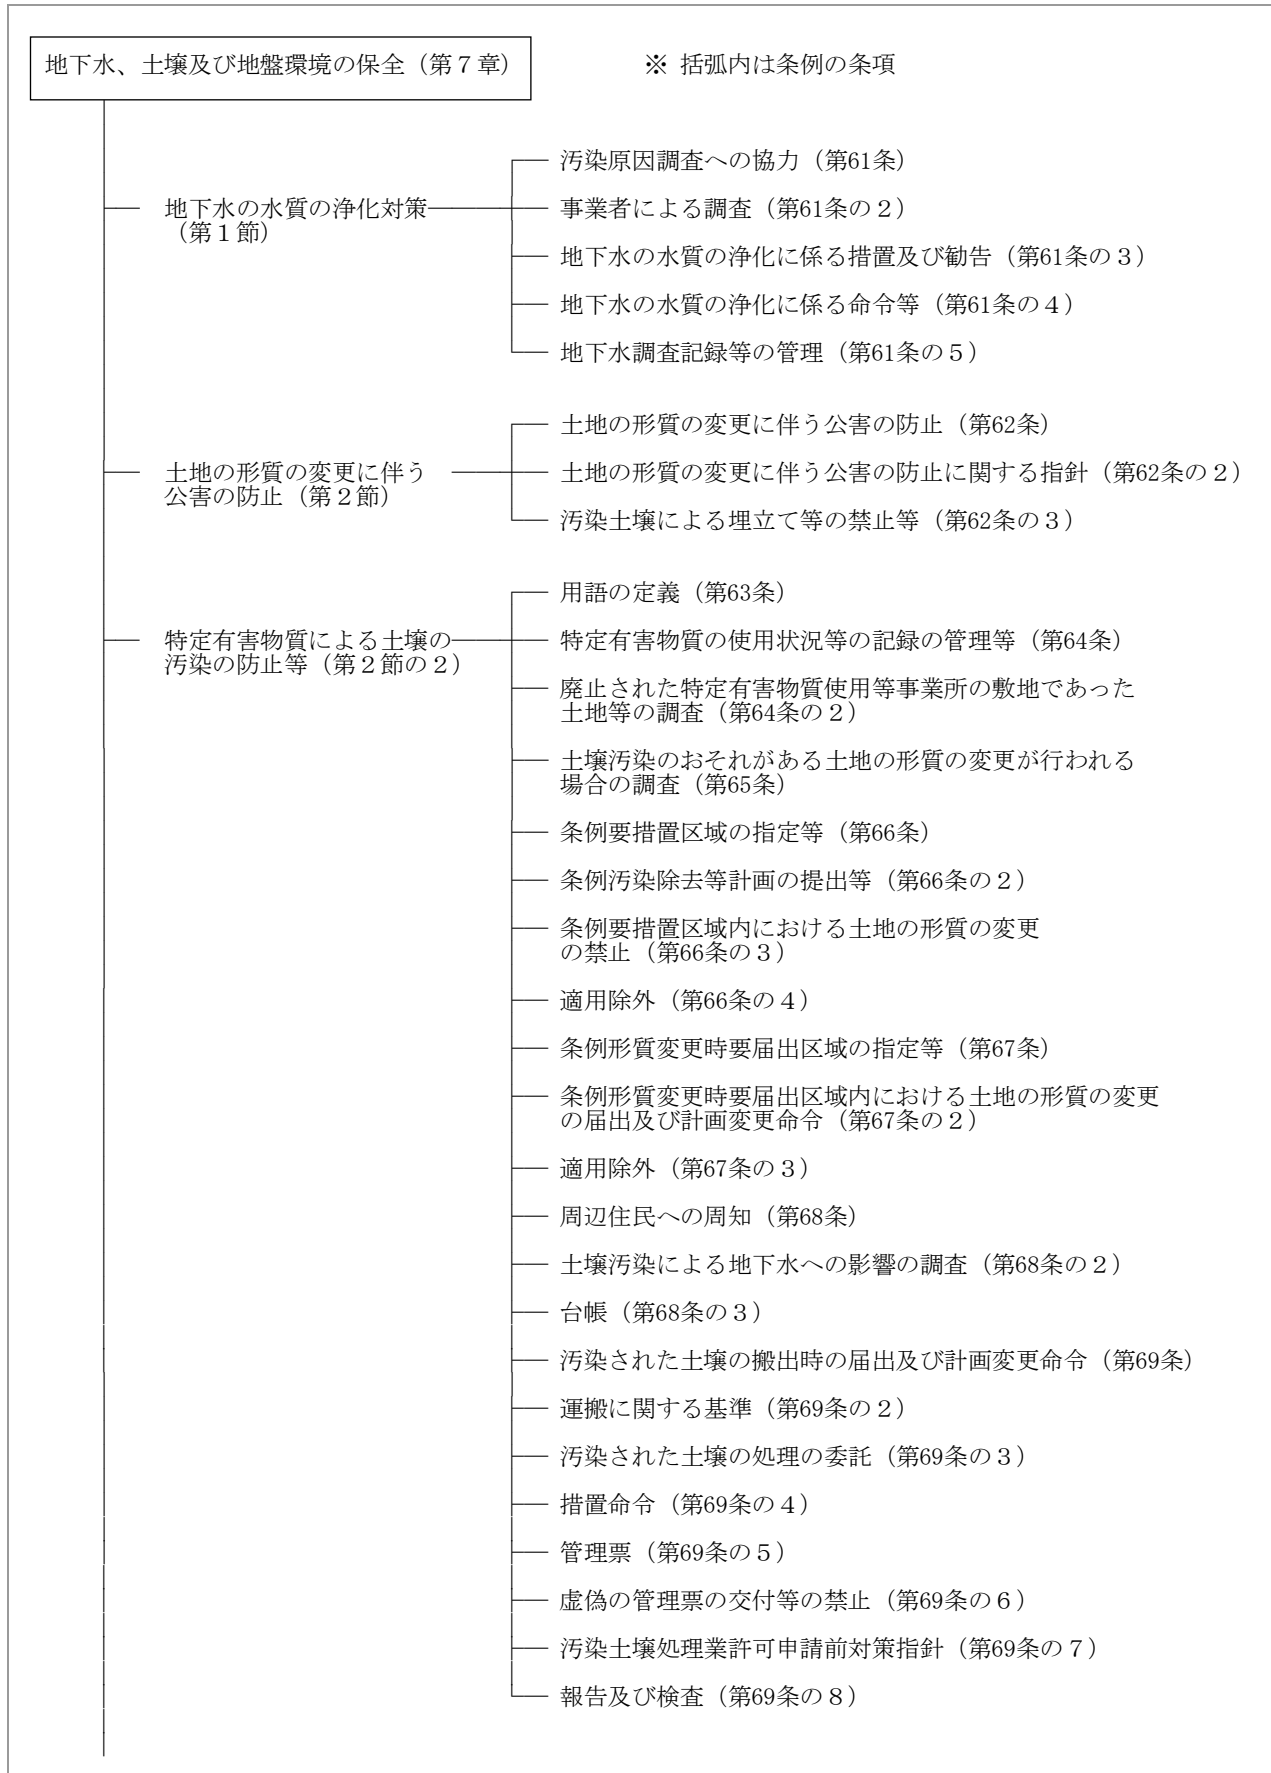 地下水、土壌及び地盤環境の保全（第７章）
※ 括弧内は条例の条項
汚染原因調査への協力（第61条）
地下水の水質の浄化対策
（第１節）
事業者による調査（第61条の２）
地下水の水質の浄化に係る措置及び勧告（第61条の３）
地下水の水質の浄化に係る命令等（第61条の４）
地下水調査記録等の管理（第61条の５）
土地の形質の変更に伴う公害の防止（第62条）
土地の形質の変更に伴う
公害の防止（第２節）
土地の形質の変更に伴う公害の防止に関する指針（第62条の２）
汚染土壌による埋立て等の禁止等（第62条の３）
用語の定義（第63条）
特定有害物質による土壌の
汚染の防止等（第２節の２）
特定有害物質の使用状況等の記録の管理等（第64条）
廃止された特定有害物質使用等事業所の敷地であった
土地等の調査（第64条の２）
土壌汚染のおそれがある土地の形質の変更が行われる
場合の調査（第65条）
条例要措置区域の指定等（第66条）
条例汚染除去等計画の提出等（第66条の２）
条例要措置区域内における土地の形質の変更
の禁止（第66条の３）
適用除外（第66条の４）
条例形質変更時要届出区域の指定等（第67条）
条例形質変更時要届出区域内における土地の形質の変更
の届出及び計画変更命令（第67条の２）
適用除外（第67条の３）
周辺住民への周知（第68条）
土壌汚染による地下水への影響の調査（第68条の２）
台帳（第68条の３）
汚染された土壌の搬出時の届出及び計画変更命令（第69条）
運搬に関する基準（第69条の２）
汚染された土壌の処理の委託（第69条の３）
措置命令（第69条の４）
管理票（第69条の５）
虚偽の管理票の交付等の禁止（第69条の６）
汚染土壌処理業許可申請前対策指針（第69条の７）
報告及び検査（第69条の８）